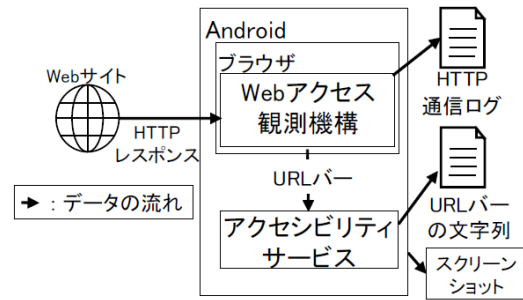 Android
ブラウザ
Webアクセス
観測機構
Webサイト
HTTP
レスポンス
HTTP
通信ログ
URLバー
アクセシビリティ
サービス
URLバー
の文字列
スクリーン
ショット
➔ : データの流れ